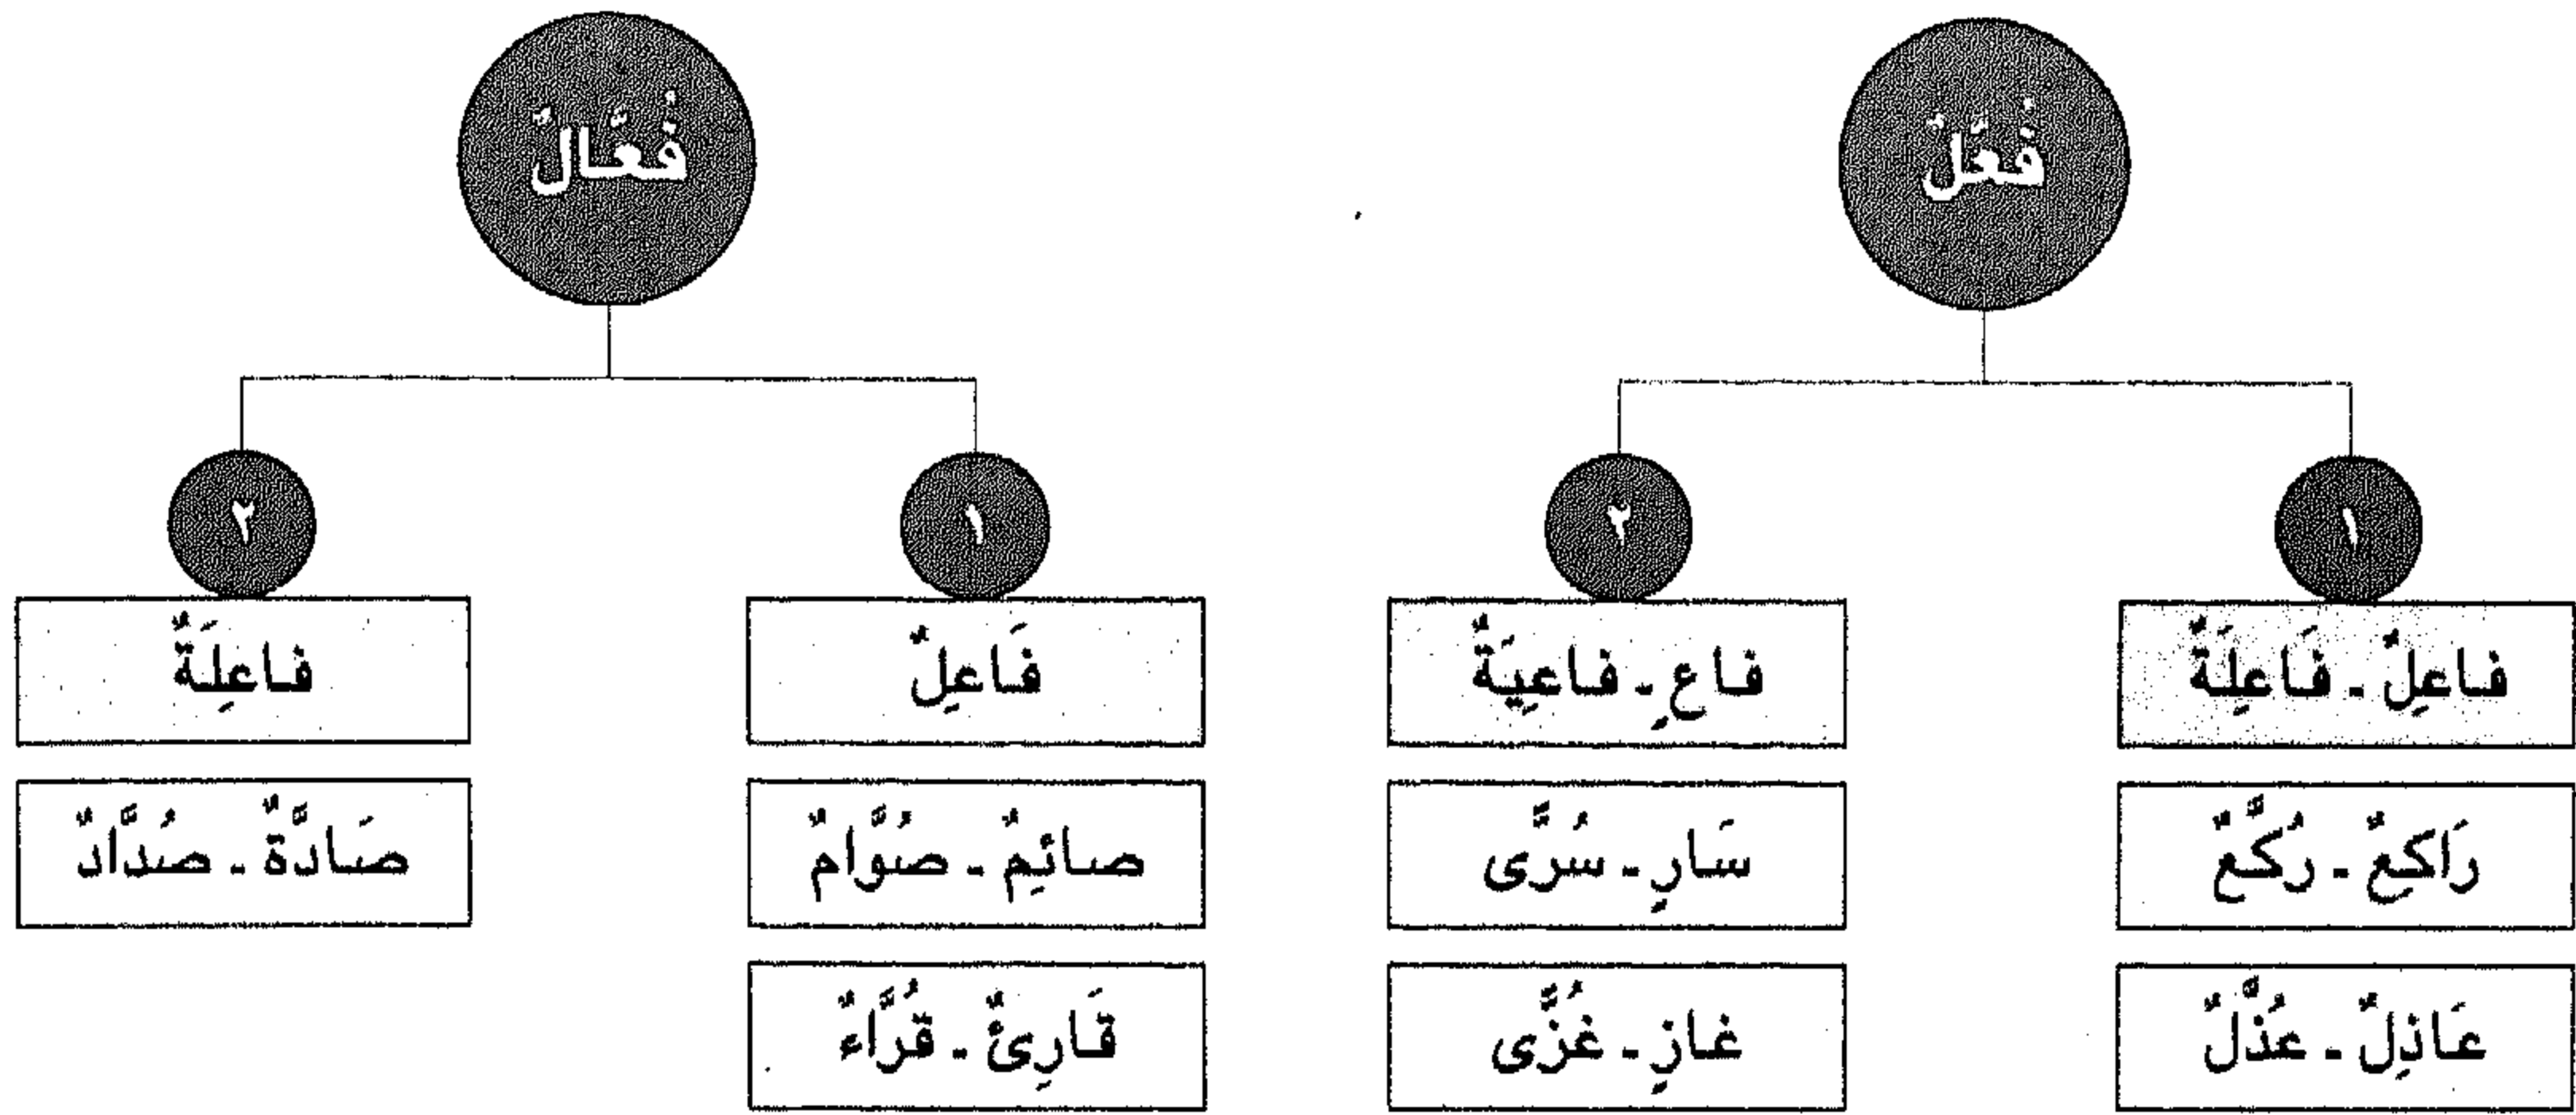 فُعَّلٌ
١
فاعِلٌ - فَاعِلَةٌ
رَاكِعٌ - رُكَّعٌ
عَاذِلٌ - عُذَّلٌ
٢
فاعٍ - فَاعِيَةٌ
سَارٍ - سُرَّى
غازٍ - غُزَّى
فُعَّالٌ
١
فَاعِلٌ
صائِمٌ - صُوَّامٌ
قَارِئٌ - قُرَّاءٌ
٢
فاعِلَةٌ
صَادَّةٌ - صُدَّادٌ